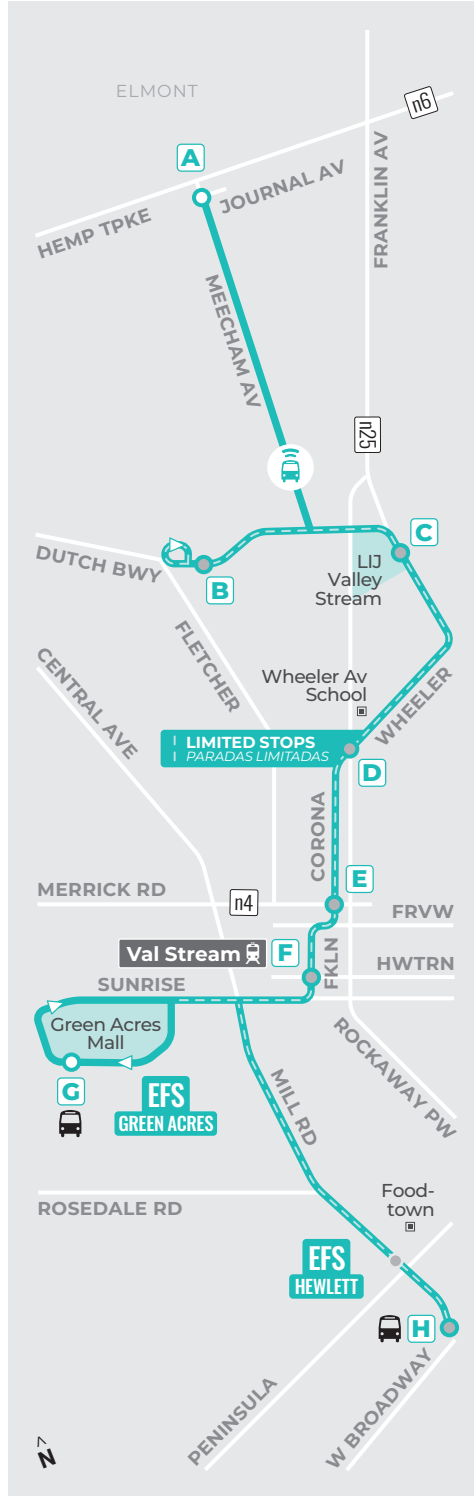 ELMONT
n6
A
JOURNAL AV
HEMP TPKE
FRANKLIN AV
MEECHAM AV
n25
C
DUTCH BWY
B
LIJ
Valley
Stream
FLETCHER
CENTRAL AVE
Wheeler Av
School
WHEELER
LIMITED STOPS
PARADAS LIMITADAS
D
CORONA
MERRICK RD
n4
E
FRVW
Val Stream
F
FKLN
HWTRN
SUNRISE
Green Acres
Mall
ROCKAWAY PW
G
EFS
GREEN ACRES
MILL RD
ROSEDALE RD
Food-
town
EFS
HEWLETT
H
PENINSULA
W BROADWAY
N